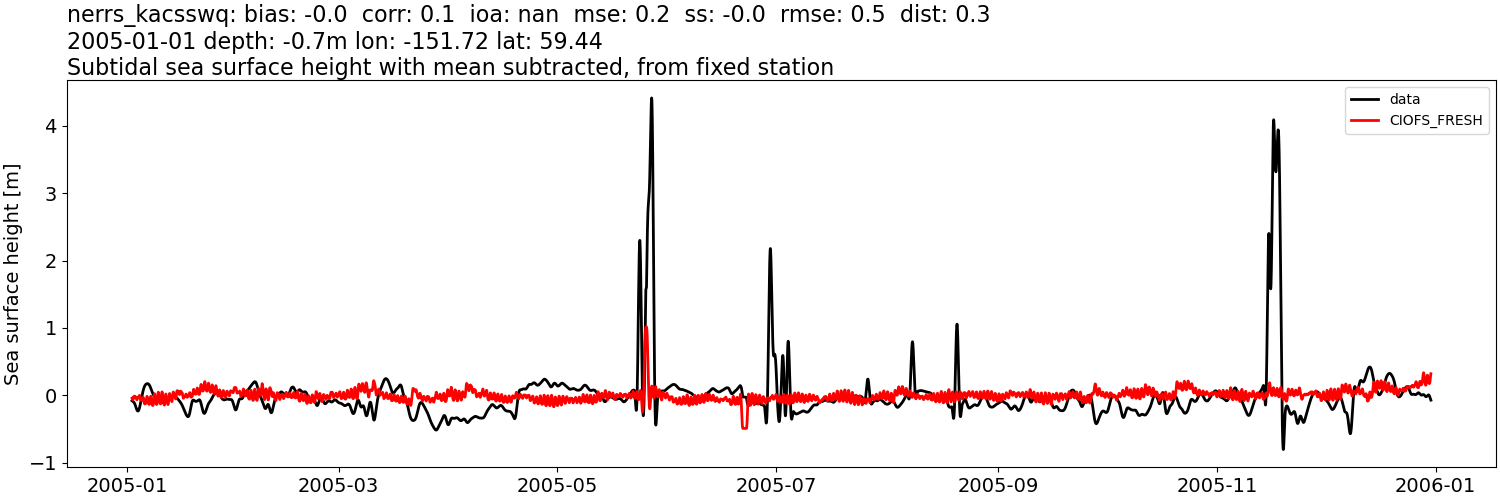 nerrs_kacsswq: bias: -0.0  corr: 0.1  ioa: nan  mse: 0.2  ss: -0.0  rmse: 0.5  dist: 0.3
2005-01-01 depth: -0.7m lon: -151.72 lat: 59.44
Subtidal sea surface height with mean subtracted, from fixed station
data
CIOFS_FRESH
Sea surface height [m]
4
3
2
1
0
−1
2005-01 2005-03 2005-05 2005-07 2005-09 2005-11 2006-01